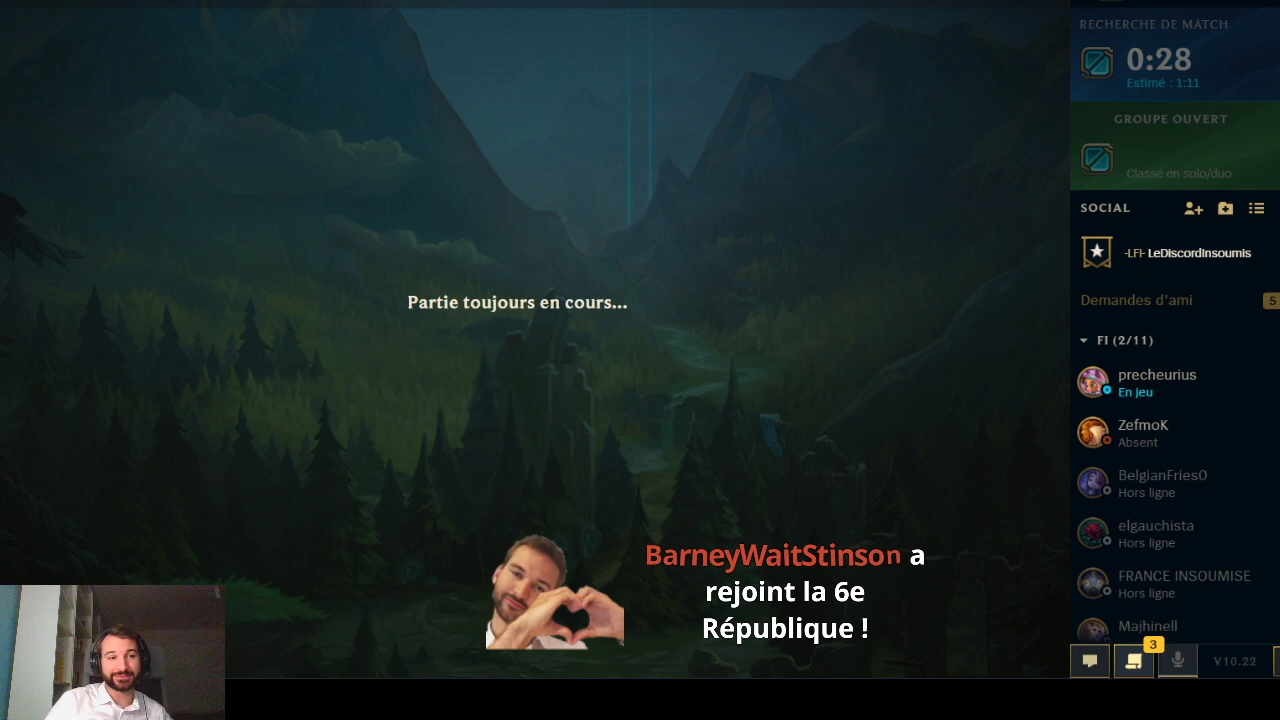 RECHERCHE DE MATCH
0:28
Estimé : 1:11
GROUPE OUVERT
Classé en solo/duo
SOCIAL
-LFI- LeDiscordInsoumis
Demandes d'ami
5
FI (2/11)
precheurius
En jeu
ZefmoK
Absent
BelgianFries0
Hors ligne
elgauchista
Hors ligne
FRANCE INSOUMISE
Hors ligne
Majhinell
3
V10.22
Partie toujours en cours...
BarneyWaitStinson a
rejoint la 6e
République !